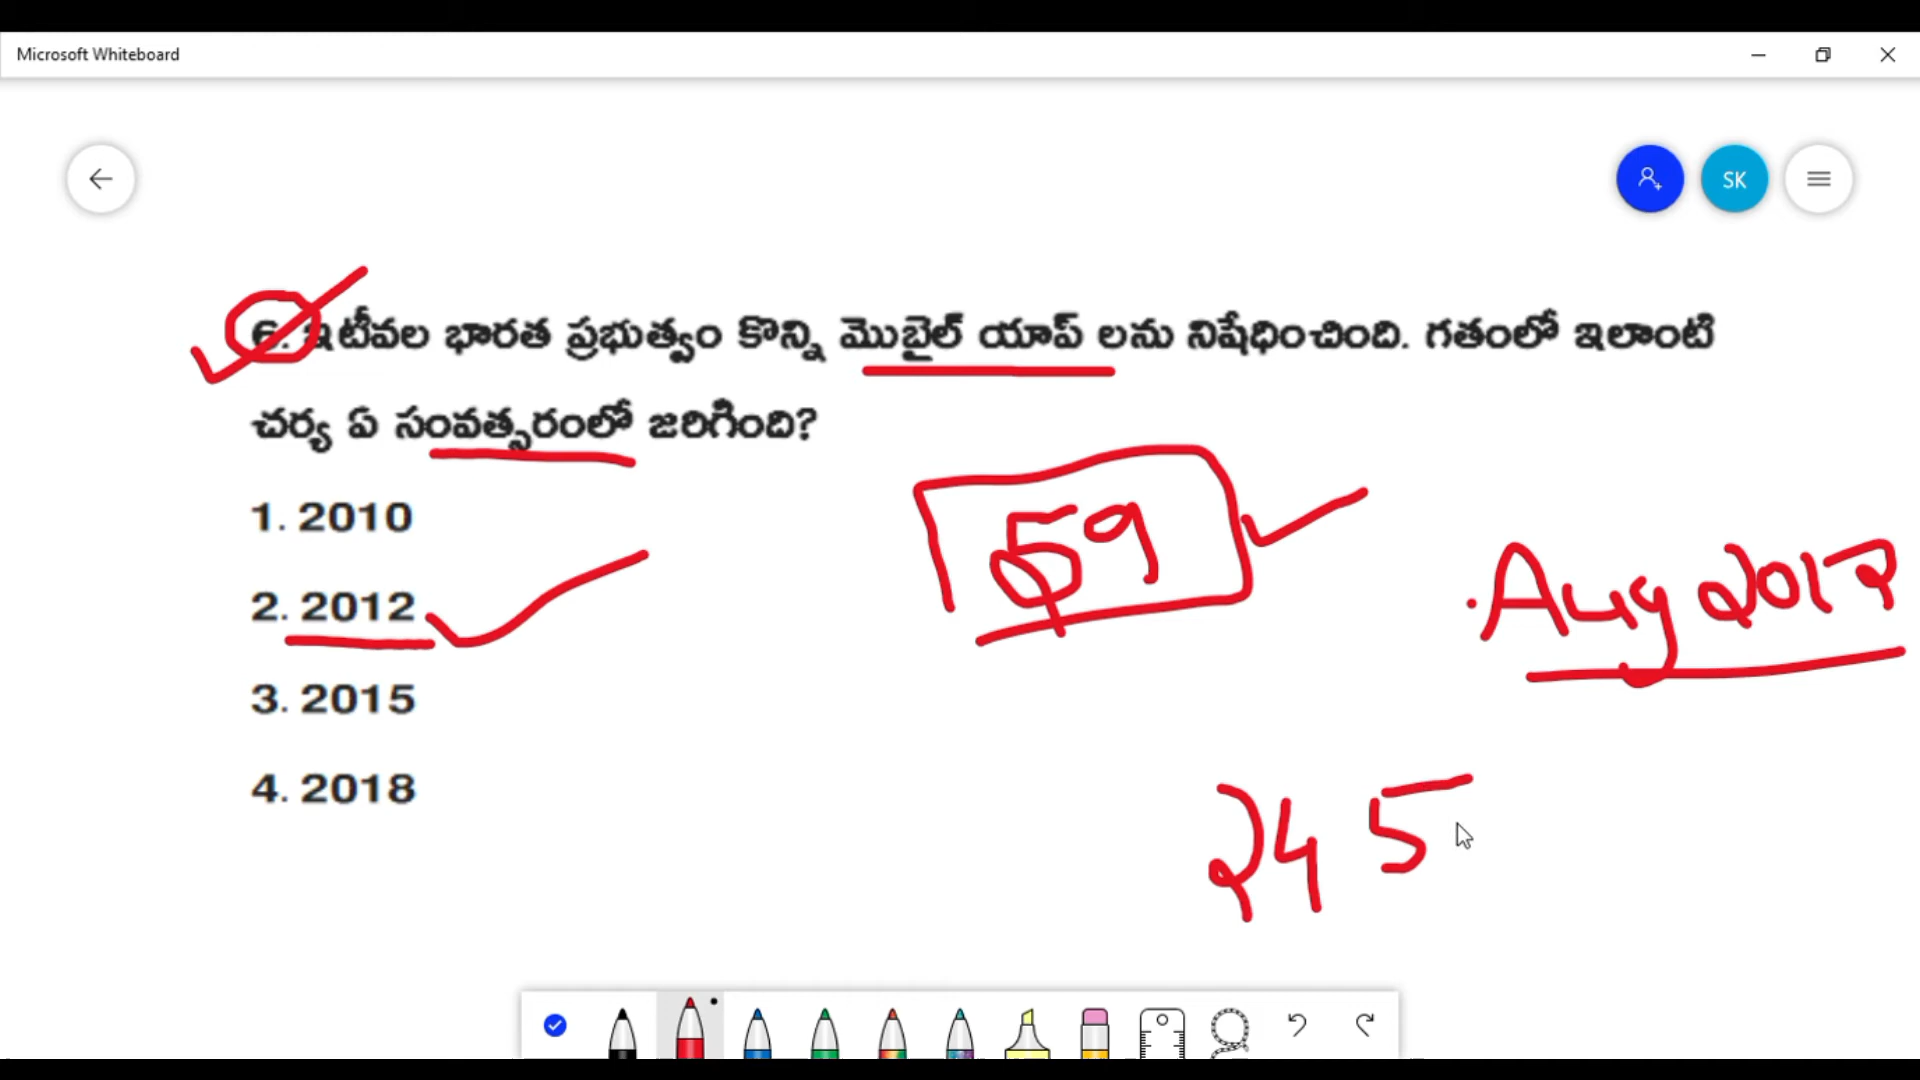 Microsoft Whiteboard
SK
6. ఇటీవల భారత ప్రభుత్వం కొన్ని మొబైల్ యాప్ లను నిషేధించింది. గతంలో ఇలాంటి
చర్య ఏ సంవత్సరంలో జరిగింది?
1. 2010
2. 2012
3. 2015
4. 2018
59
Aug 2012
245